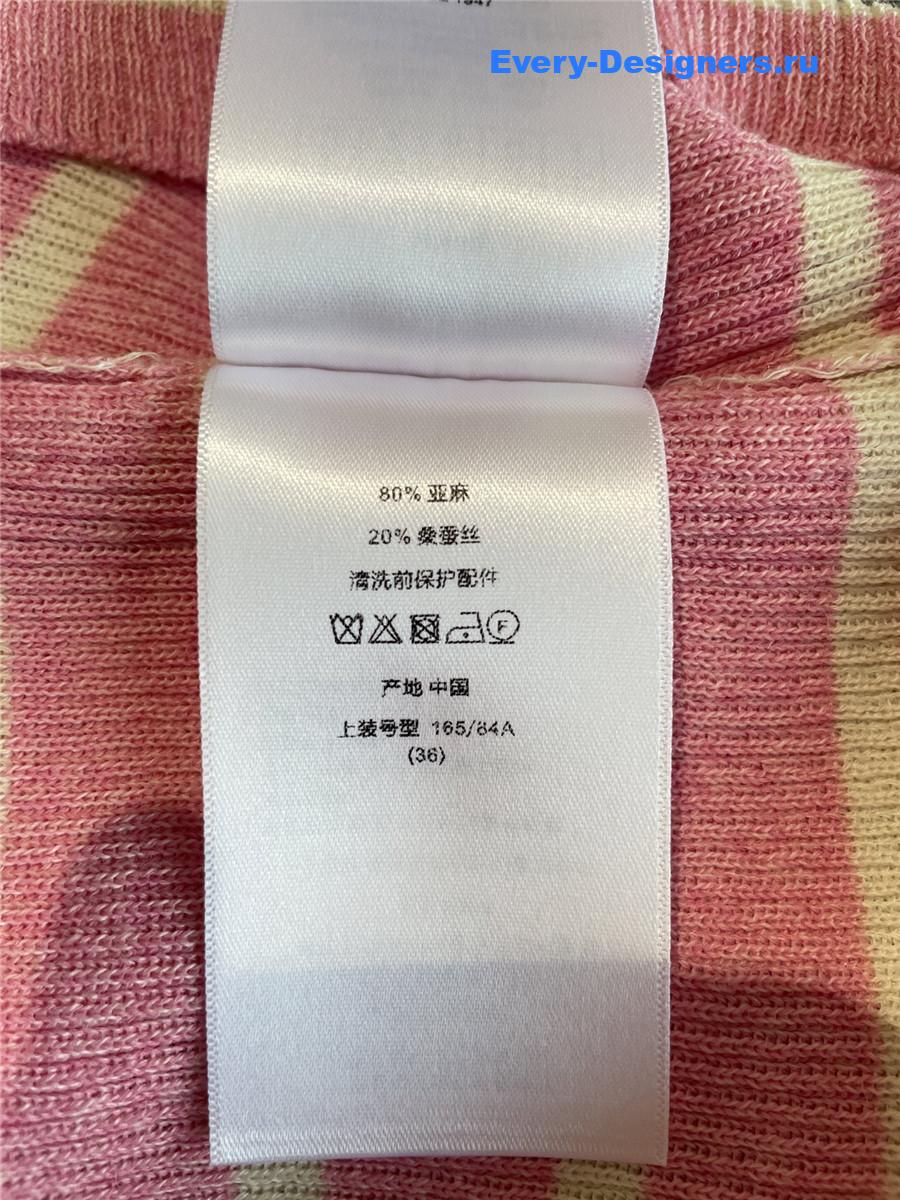 Every-Designers.ru
80% 亚麻
20% 桑蚕丝
清洗前保护配件
F
产地 中国
上装号型 165/84A
(36)